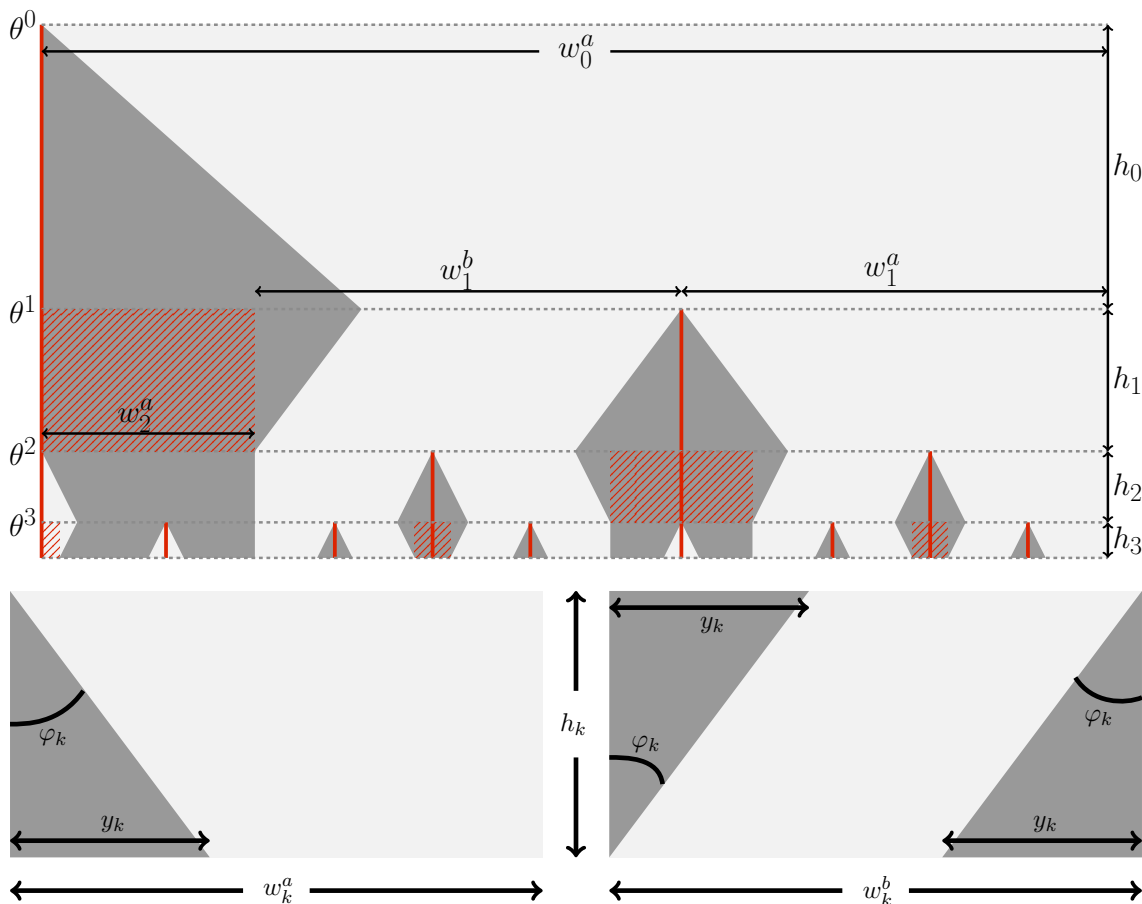 θ^0
w_0^a
h_0
w_1^b
w_1^a
θ^1
h_1
w_2^a
θ^2
h_2
θ^3
h_3
y_k
y_k
φ_k
h_k
φ_k
φ_k
y_k
w_k^a
w_k^b